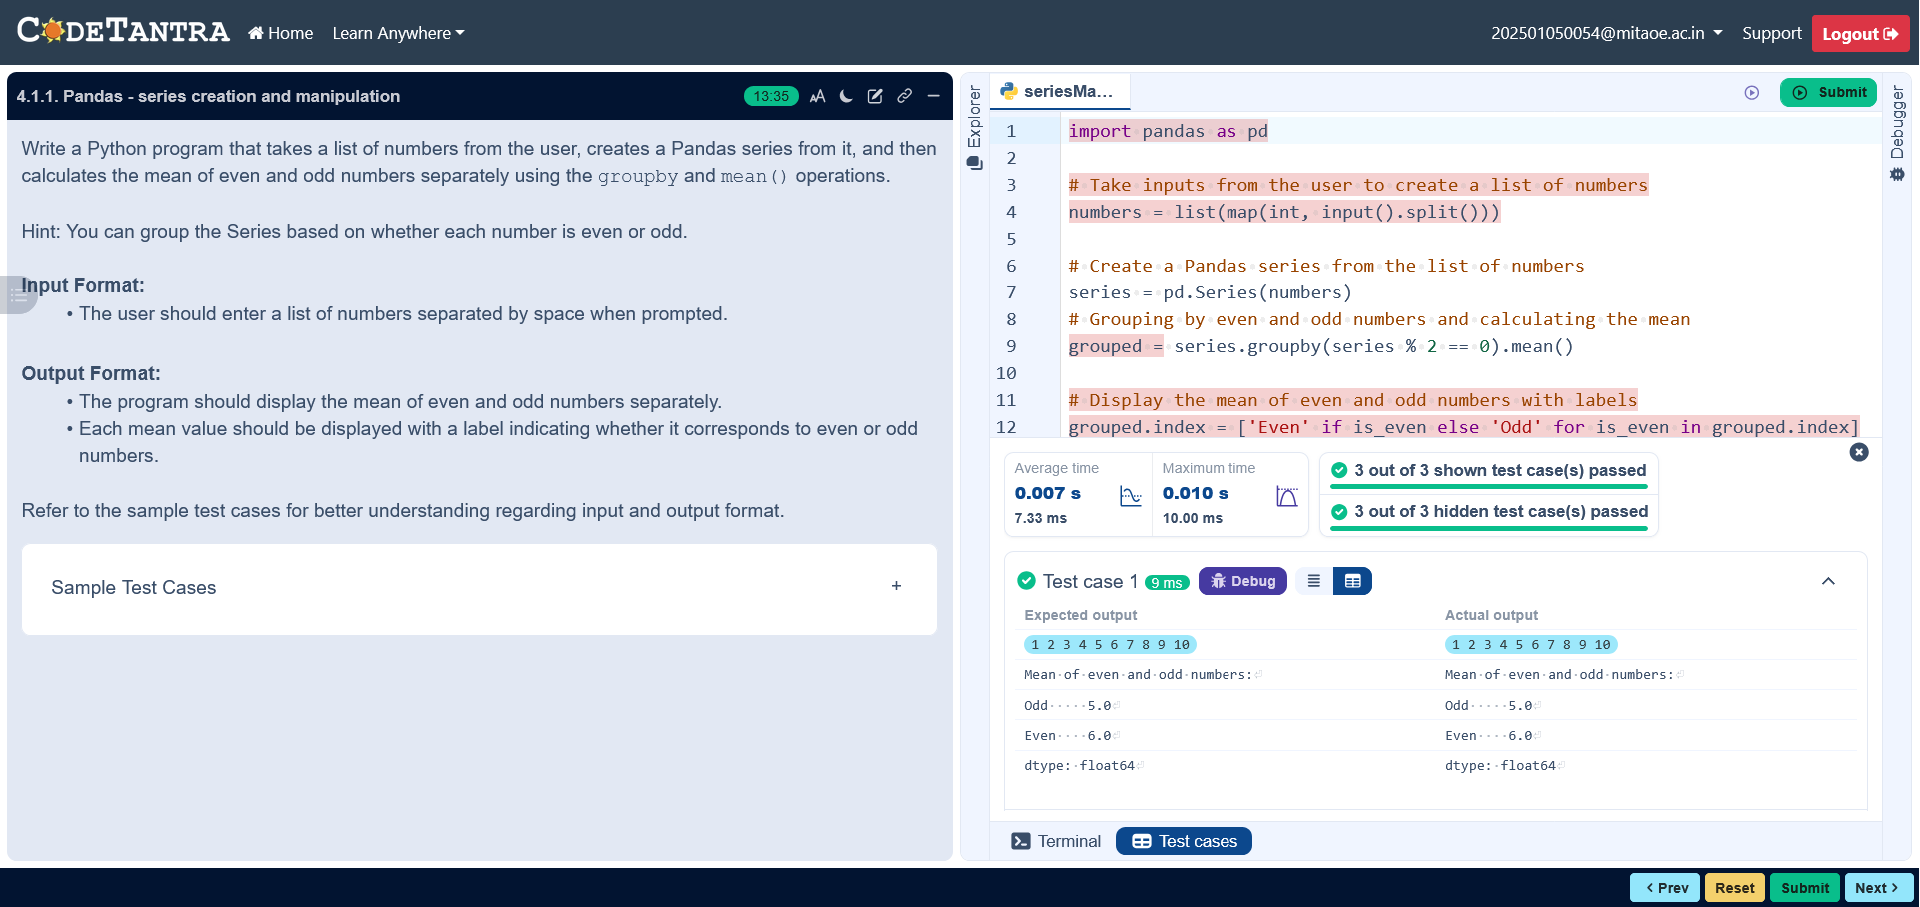 CODETANTRA Home Learn Anywhere 202501050054@mitaoe.ac.in Support Logout
4.1.1. Pandas - series creation and manipulation 13:35
Write a Python program that takes a list of numbers from the user, creates a Pandas series from it, and then
calculates the mean of even and odd numbers separately using the groupby and mean() operations.
Hint: You can group the Series based on whether each number is even or odd.
Input Format:
• The user should enter a list of numbers separated by space when prompted.
Output Format:
• The program should display the mean of even and odd numbers separately.
• Each mean value should be displayed with a label indicating whether it corresponds to even or odd
numbers.
Refer to the sample test cases for better understanding regarding input and output format.
Sample Test Cases +
Explorer
seriesMa...
Submit
Debugger
1 import pandas as pd
2
3 # Take inputs from the user to create a list of numbers
4 numbers = list(map(int, input().split()))
5
6 # Create a Pandas series from the list of numbers
7 series = pd.Series(numbers)
8 # Grouping by even and odd numbers and calculating the mean
9 grouped = series.groupby(series % 2 == 0).mean()
10
11 # Display the mean of even and odd numbers with labels
12 grouped.index = ['Even' if is_even else 'Odd' for is_even in grouped.index]
Average time Maximum time
0.007 s 0.010 s
7.33 ms 10.00 ms
3 out of 3 shown test case(s) passed
3 out of 3 hidden test case(s) passed
Test case 1 9 ms Debug
Expected output Actual output
1 2 3 4 5 6 7 8 9 10 1 2 3 4 5 6 7 8 9 10
Mean·of·even·and·odd·numbers: Mean·of·even·and·odd·numbers:
Odd·····5.0 Odd·····5.0
Even····6.0 Even····6.0
dtype:·float64 dtype:·float64
Terminal Test cases
< Prev Reset Submit Next >